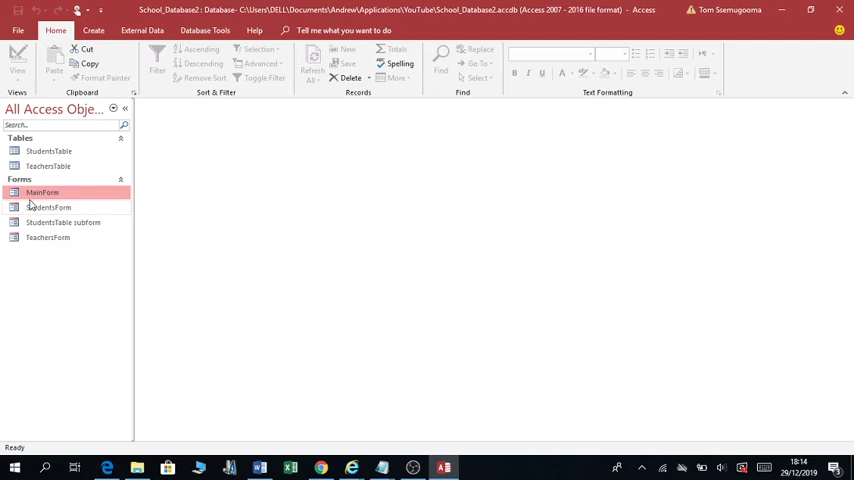 School_Database2 : Database- C:\Users\DELL\Documents\Andrew\Applications\YouTube\School_Database2.accdb (Access 2007 - 2016 file format) - Access
Tom Ssemugooma
File Home Create External Data Database Tools Help Tell me what you want to do
View
Views
Paste
Cut
Copy
Format Painter
Clipboard
Filter
Ascending
Descending
Remove Sort
Selection
Advanced
Toggle Filter
Sort & Filter
Refresh All
New
Save
Delete
Totals
Spelling
More
Records
Find
Replace
Go To
Select
Find
B I U A
Text Formatting
All Access Obje...
Search...
Tables
StudentsTable
TeachersTable
Forms
MainForm
StudentsForm
StudentsTable subform
TeachersForm
Ready
18:14
29/12/2019
3